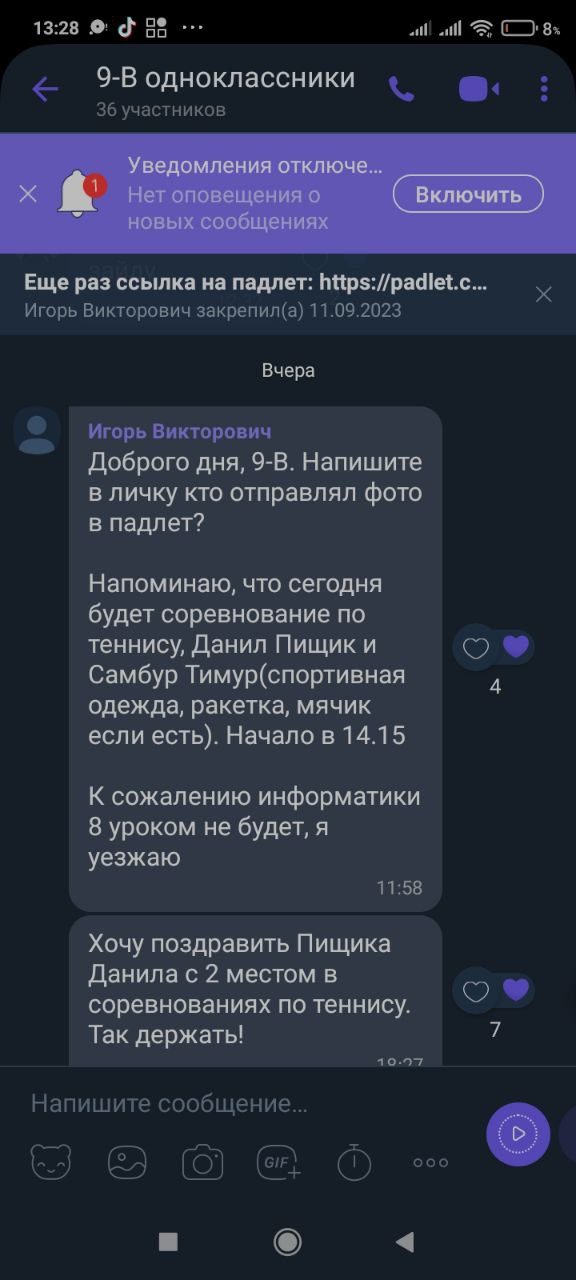 13:28 ... 8%
9-В одноклассники
36 участников
1
Уведомления отключе...
Нет оповещения о
новых сообщениях
Включить
зайду
Еще раз ссылка на падлет: https://padlet.c...
Игорь Викторович закрепил(а) 11.09.2023
Вчера
Игорь Викторович
Доброго дня, 9-В. Напишите
в личку кто отправлял фото
в падлет?
Напоминаю, что сегодня
будет соревнование по
теннису, Данил Пищик и
Самбур Тимур(спортивная
одежда, ракетка, мячик
если есть). Начало в 14.15
4
К сожалению информатики
8 уроком не будет, я
уезжаю
11:58
Хочу поздравить Пищика
Данила с 2 местом в
соревнованиях по теннису.
Так держать!
7
18:27
Напишите сообщение...
GIF